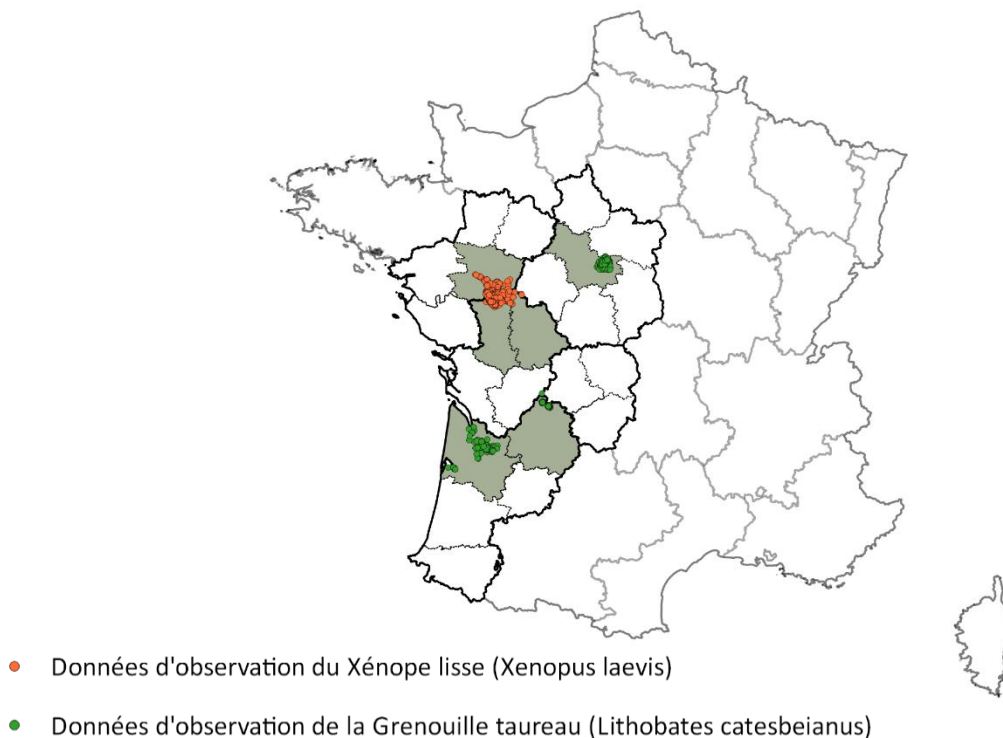 Données d'observation du Xénope lisse (Xenopus laevis)
Données d'observation de la Grenouille taureau (Lithobates catesbeianus)